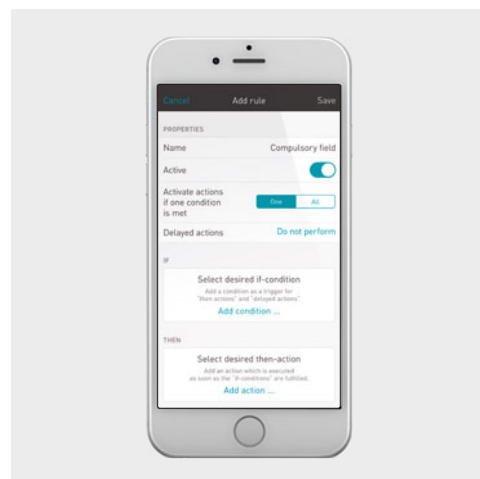 Cancel Add rule Save
PROPERTIES
Name Compulsory field
Active
Activate actions
if one condition
is met
One All
Delayed actions Do not perform
IF
Select desired if-condition
Add a condition as a trigger for
"then actions" and "delayed actions".
Add condition ...
THEN
Select desired then-action
Add an action which is executed
as soon as the "if-conditions" are fulfilled.
Add action ...